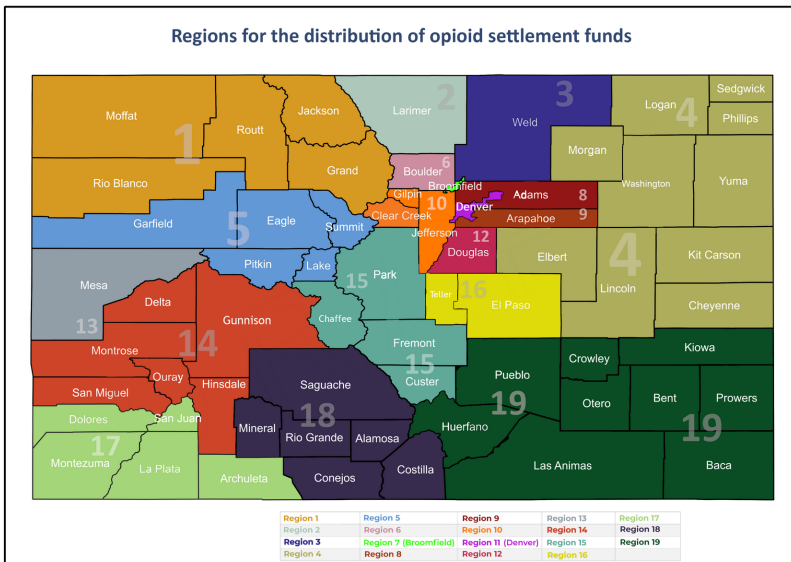 Regions for the distribution of opioid settlement funds
Moffat
Routt
Jackson
Larimer
2
3
Weld
Logan
4
Sedgwick
Phillips
1
Grand
Morgan
Boulder
6
Washington
Yuma
Rio Blanco
Broomfield
Gilpin
10
Adams
8
Denver
Arapahoe
9
Clear Creek
Garfield
5
Eagle
Summit
Jefferson
12
Douglas
Elbert
4
Kit Carson
Pitkin
Lake
15
Park
Mesa
13
Delta
Teller
16
El Paso
Lincoln
Cheyenne
Gunnison
Chaffee
14
Montrose
Fremont
15
Custer
Kiowa
Crowley
Pueblo
Ouray
Hinsdale
San Miguel
Saguache
19
Otero
Bent
Prowers
Dolores
San Juan
Mineral
18
Rio Grande
Alamosa
Huerfano
19
17
Montezuma
La Plata
Archuleta
Conejos
Costilla
Las Animas
Baca
Region 1 Region 5 Region 9 Region 13 Region 17
Region 2 Region 6 Region 10 Region 14 Region 18
Region 3 Region 7 (Broomfield) Region 11 (Denver) Region 15 Region 19
Region 4 Region 8 Region 12 Region 16